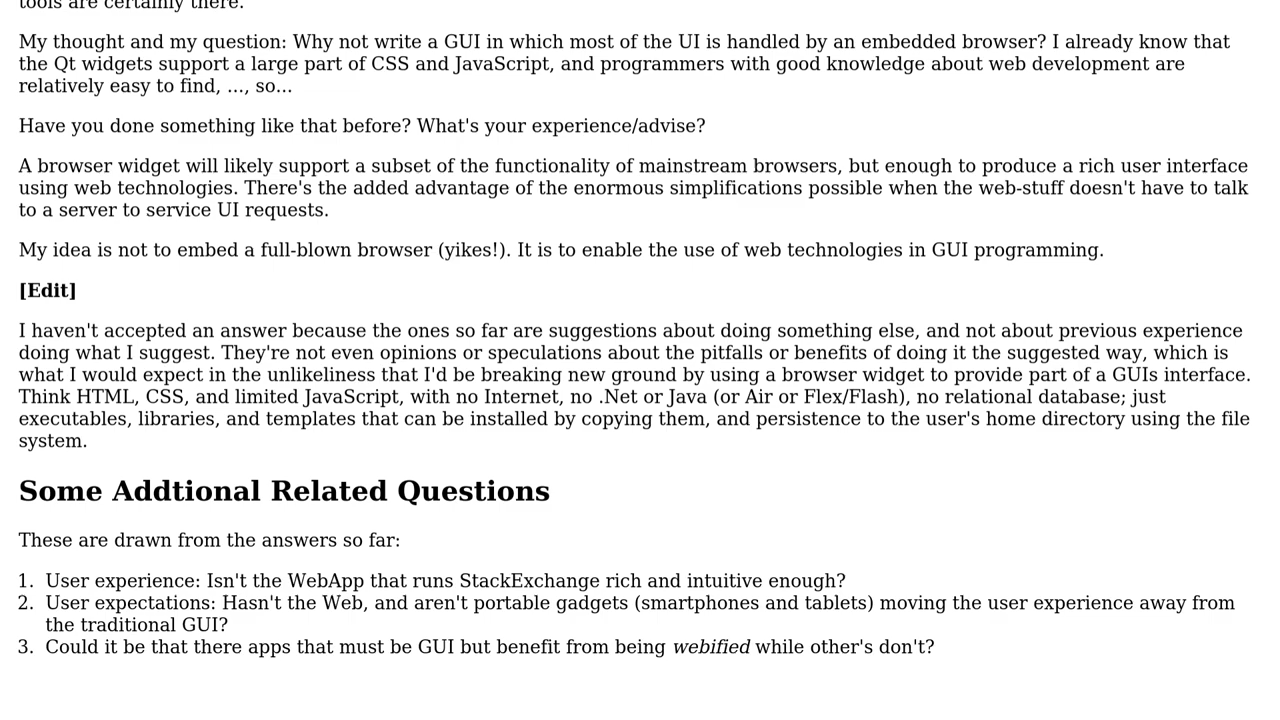 tools are certainly there.
My thought and my question: Why not write a GUI in which most of the UI is handled by an embedded browser? I already know that
the Qt widgets support a large part of CSS and JavaScript, and programmers with good knowledge about web development are
relatively easy to find, ..., so...
Have you done something like that before? What's your experience/advise?
A browser widget will likely support a subset of the functionality of mainstream browsers, but enough to produce a rich user interface
using web technologies. There's the added advantage of the enormous simplifications possible when the web-stuff doesn't have to talk
to a server to service UI requests.
My idea is not to embed a full-blown browser (yikes!). It is to enable the use of web technologies in GUI programming.
[Edit]
I haven't accepted an answer because the ones so far are suggestions about doing something else, and not about previous experience
doing what I suggest. They're not even opinions or speculations about the pitfalls or benefits of doing it the suggested way, which is
what I would expect in the unlikeliness that I'd be breaking new ground by using a browser widget to provide part of a GUIs interface.
Think HTML, CSS, and limited JavaScript, with no Internet, no .Net or Java (or Air or Flex/Flash), no relational database; just
executables, libraries, and templates that can be installed by copying them, and persistence to the user's home directory using the file
system.
Some Addtional Related Questions
These are drawn from the answers so far:
1. User experience: Isn't the WebApp that runs StackExchange rich and intuitive enough?
2. User expectations: Hasn't the Web, and aren't portable gadgets (smartphones and tablets) moving the user experience away from
the traditional GUI?
3. Could it be that there apps that must be GUI but benefit from being webified while other's don't?